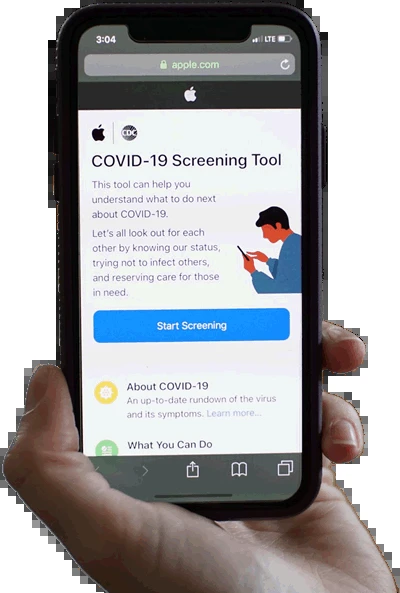 3:04
LTE
apple.com
CDC
COVID-19 Screening Tool
This tool can help you
understand what to do next
about COVID-19.
Let's all look out for each
other by knowing our status,
trying not to infect others,
and reserving care for those
in need.
Start Screening
About COVID-19
An up-to-date rundown of the virus
and its symptoms. Learn more...
What You Can Do